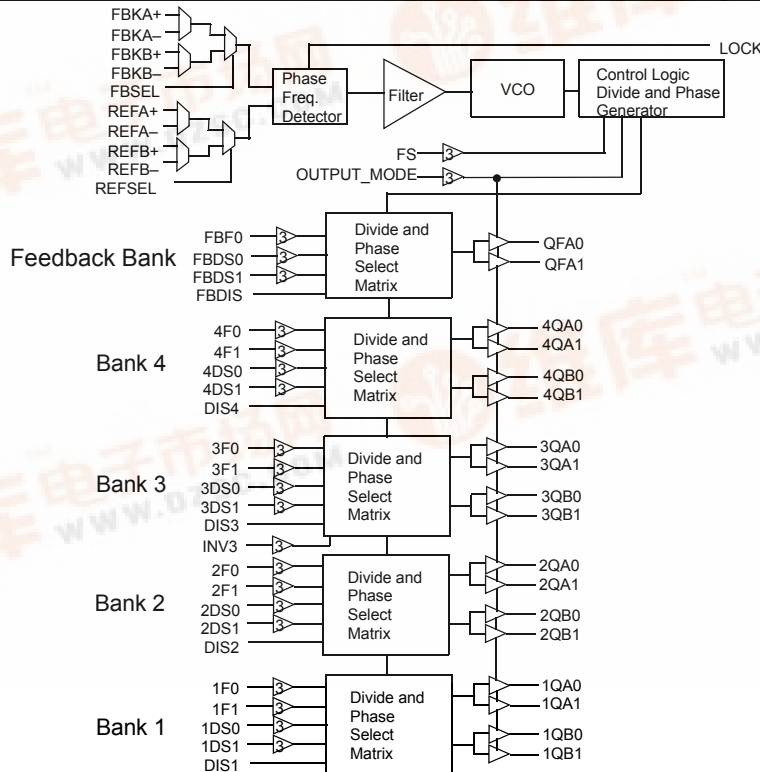 FBKA+
FBKA–
FBKB+
FBKB–
FBSEL
REFA+
REFA–
REFB+
REFB–
REFSEL
Phase
Freq.
Detector
Filter
VCO
Control Logic
Divide and Phase
Generator
LOCK
FS
3
OUTPUT_MODE
3
Feedback Bank
FBF0
3
FBDS0
3
FBDS1
3
FBDIS
Divide and
Phase
Select
Matrix
QFA0
QFA1
Bank 4
4F0
3
4F1
3
4DS0
3
4DS1
3
DIS4
Divide and
Phase
Select
Matrix
4QA0
4QA1
4QB0
4QB1
Bank 3
3F0
3
3F1
3
3DS0
3
3DS1
3
DIS3
INV3
3
Divide and
Phase
Select
Matrix
3QA0
3QA1
3QB0
3QB1
Bank 2
2F0
3
2F1
3
2DS0
3
2DS1
3
DIS2
Divide and
Phase
Select
Matrix
2QA0
2QA1
2QB0
2QB1
Bank 1
1F0
3
1F1
3
1DS0
3
1DS1
3
DIS1
Divide and
Phase
Select
Matrix
1QA0
1QA1
1QB0
1QB1